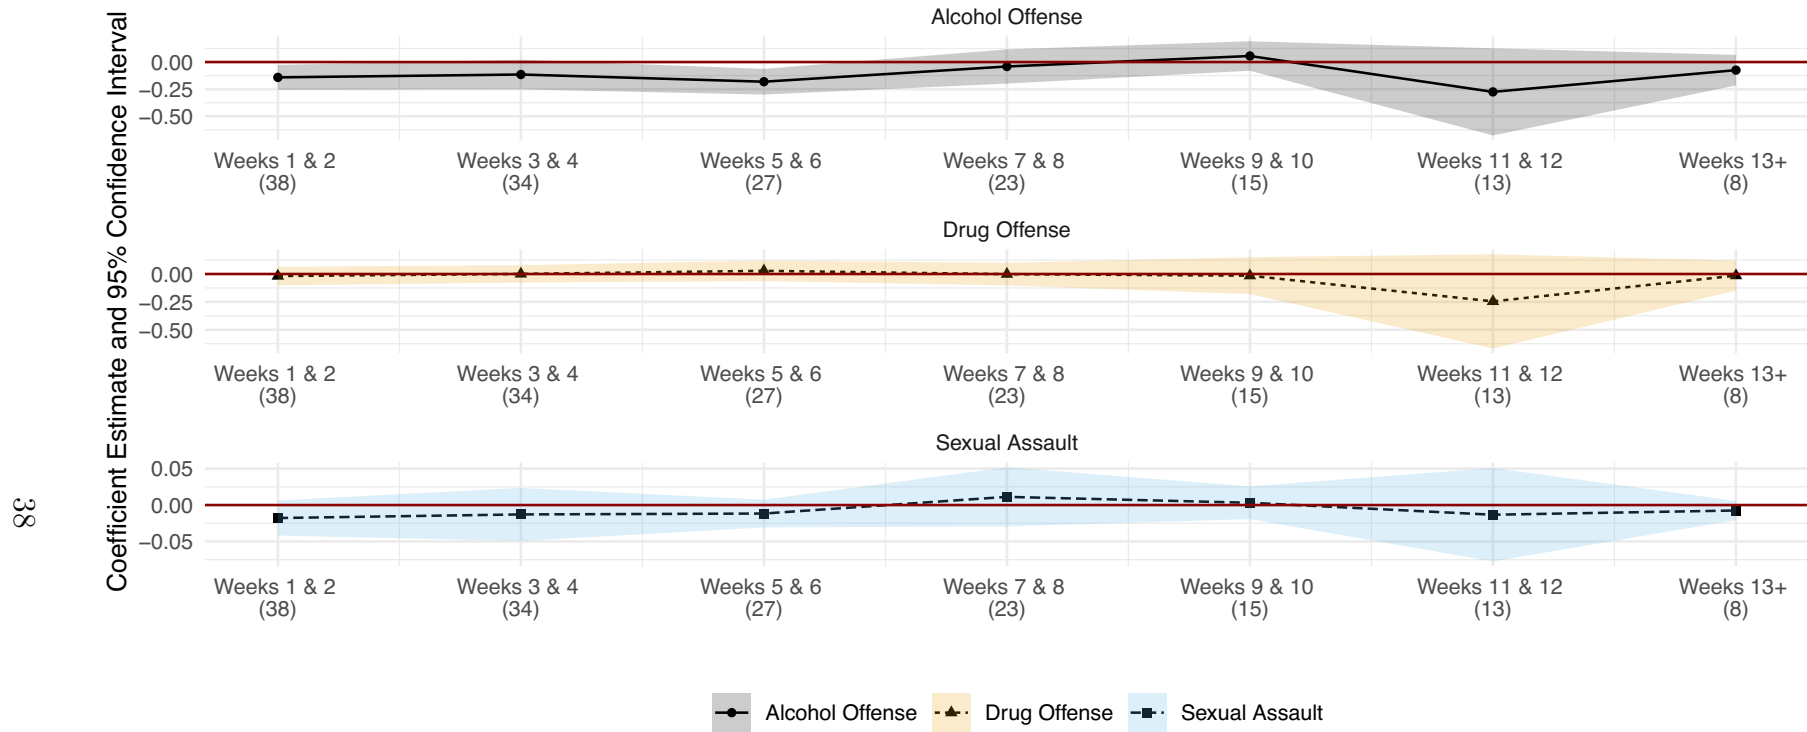 Coefficient Estimate and 95% Confidence Interval
Alcohol Offense
0.00
−0.25
−0.50
Weeks 1 & 2 Weeks 3 & 4 Weeks 5 & 6 Weeks 7 & 8 Weeks 9 & 10 Weeks 11 & 12 Weeks 13+
(38) (34) (27) (23) (15) (13) (8)
Drug Offense
0.00
−0.25
−0.50
Weeks 1 & 2 Weeks 3 & 4 Weeks 5 & 6 Weeks 7 & 8 Weeks 9 & 10 Weeks 11 & 12 Weeks 13+
(38) (34) (27) (23) (15) (13) (8)
Sexual Assault
0.05
0.00
−0.05
Weeks 1 & 2 Weeks 3 & 4 Weeks 5 & 6 Weeks 7 & 8 Weeks 9 & 10 Weeks 11 & 12 Weeks 13+
(38) (34) (27) (23) (15) (13) (8)
Alcohol Offense Drug Offense Sexual Assault
38